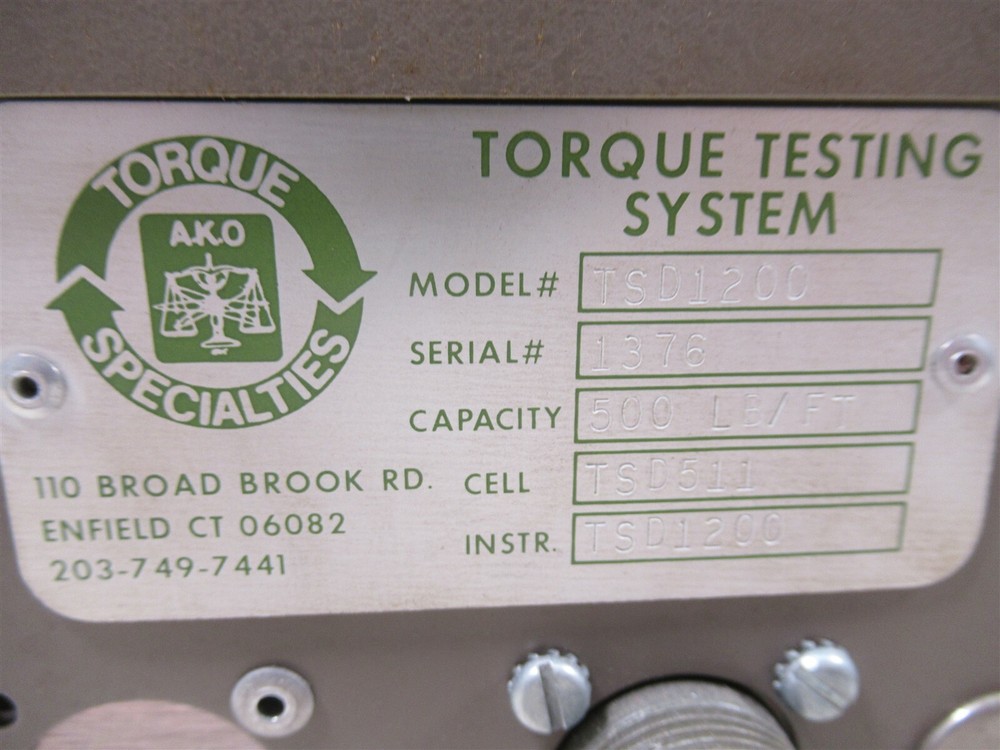 TORQUE
A.K.O
SPECIALTIES
110 BROAD BROOK RD.
ENFIELD CT 06082
203-749-7441
TORQUE TESTING
SYSTEM
MODEL# TSD1200
SERIAL# 1376
CAPACITY 500 LB/FT
CELL TSD511
INSTR. TSD1200